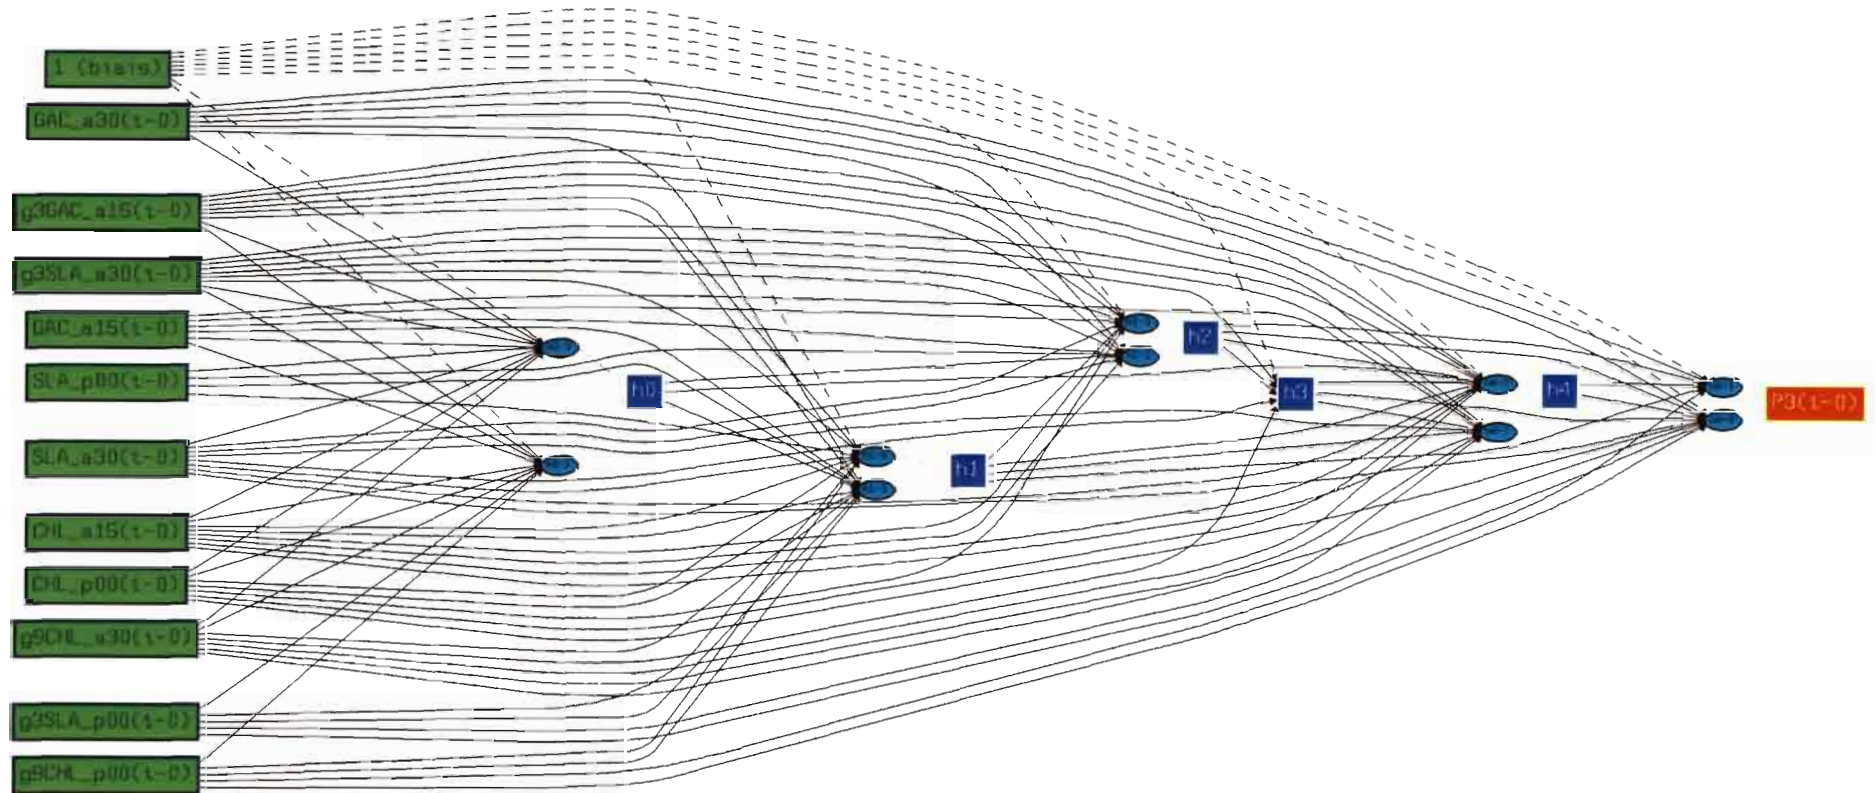 1 (biais)
GAC_a30(t-0)
g3GAC_a15(t-0)
g3SLA_a30(t-0)
GAC_a15(t-0)
SLA_p00(t-0)
SLA_a30(t-0)
CHL_a15(t-0)
CHL_p00(t-0)
g9CHL_a30(t-0)
g3SLA_p00(t-0)
g9CHL_p00(t-0)
h0
h1
h2
h3
h4
P3(t-0)